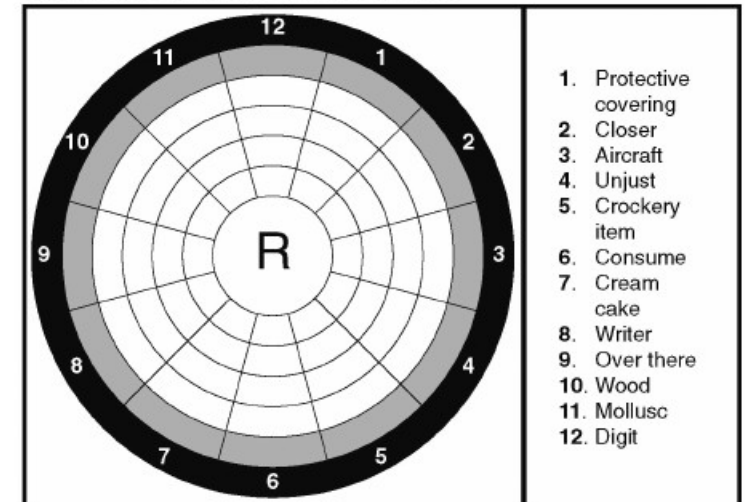 12
11
1
10
2
R
9
3
8
4
7
5
6
1. Protective
covering
2. Closer
3. Aircraft
4. Unjust
5. Crockery
item
6. Consume
7. Cream
cake
8. Writer
9. Over there
10. Wood
11. Mollusc
12. Digit